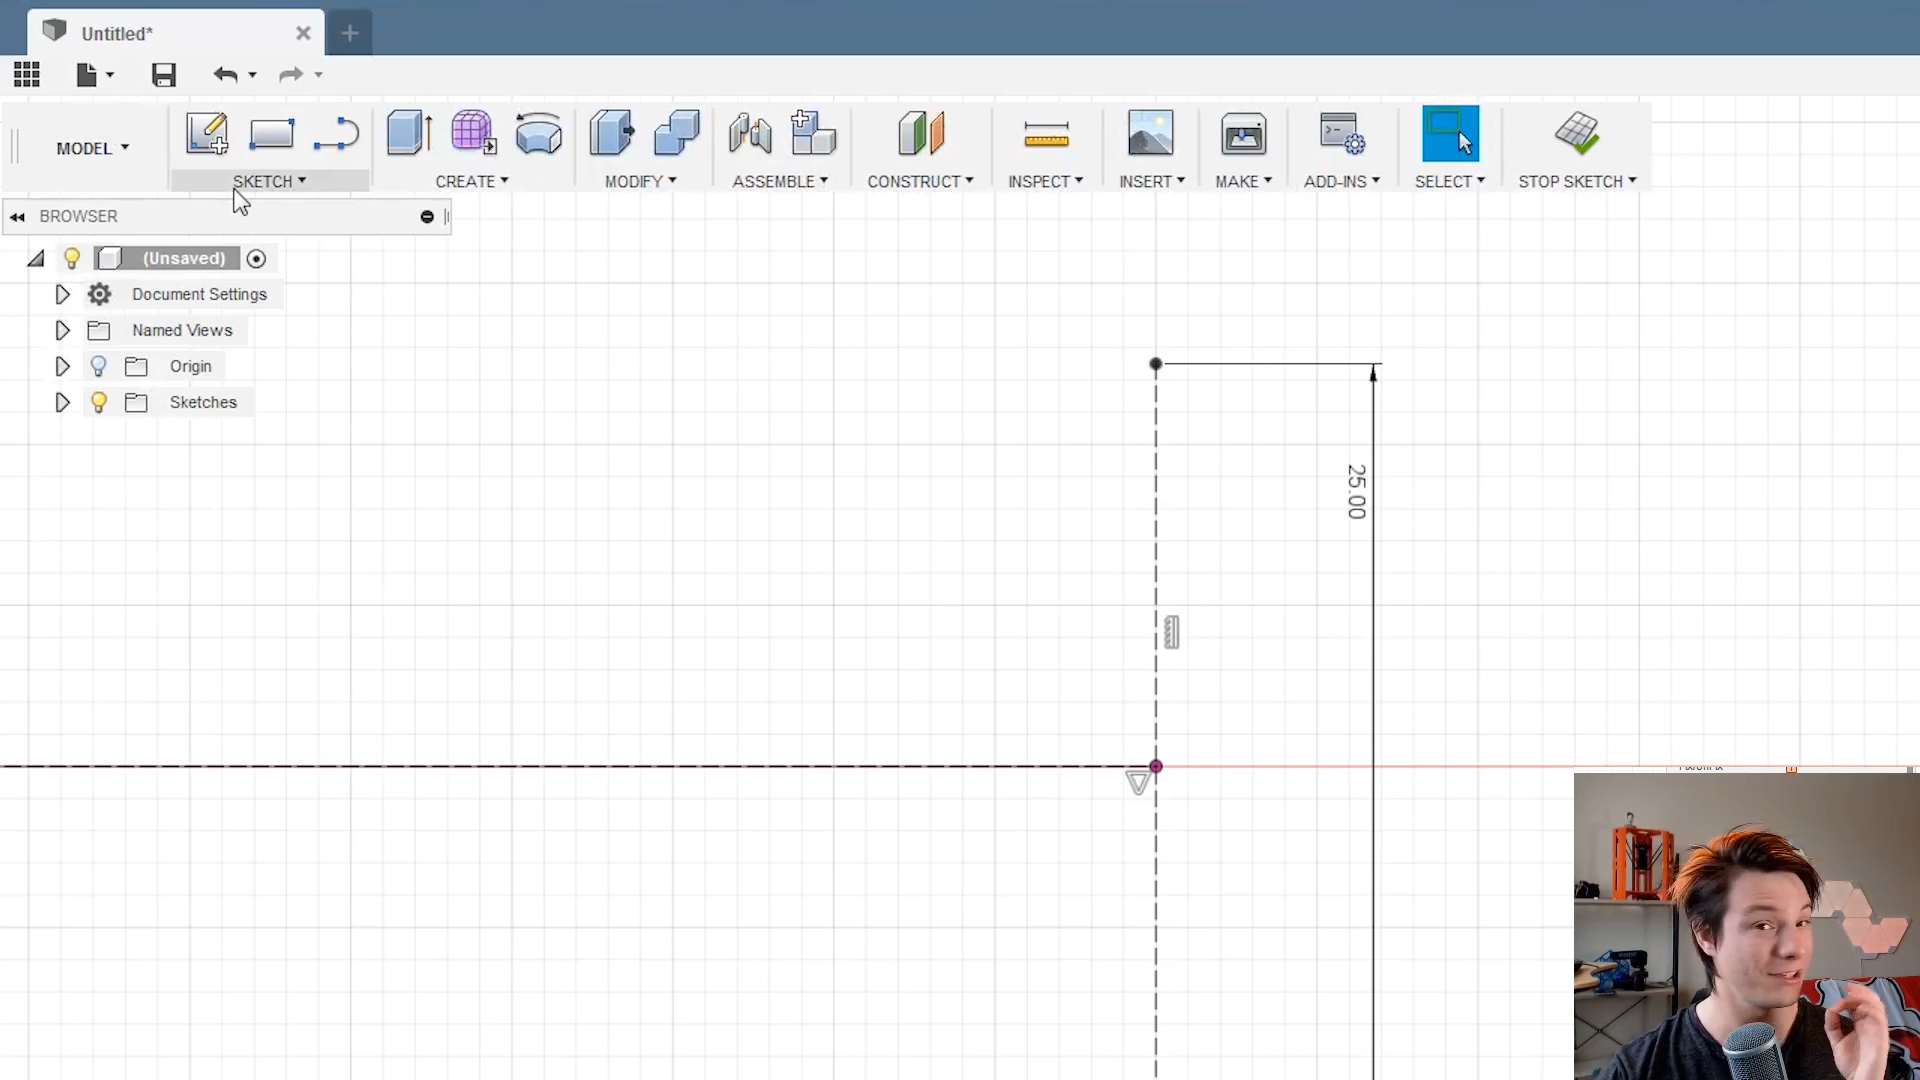 Untitled*
MODEL
SKETCH
CREATE
MODIFY
ASSEMBLE
CONSTRUCT
INSPECT
INSERT
MAKE
ADD-INS
SELECT
STOP SKETCH
BROWSER
(Unsaved)
Document Settings
Named Views
Origin
Sketches
25.00